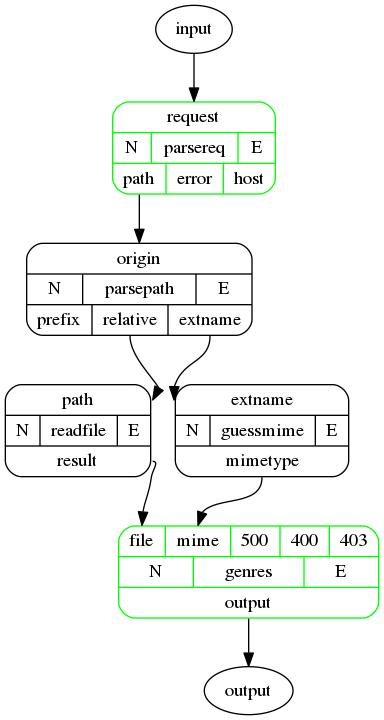 input
request
N parsereq E
path error host
origin
N parsepath E
prefix relative extname
path
N readfile E
result
extname
N guessmime E
mimetype
file mime 500 400 403
N genres E
output
output